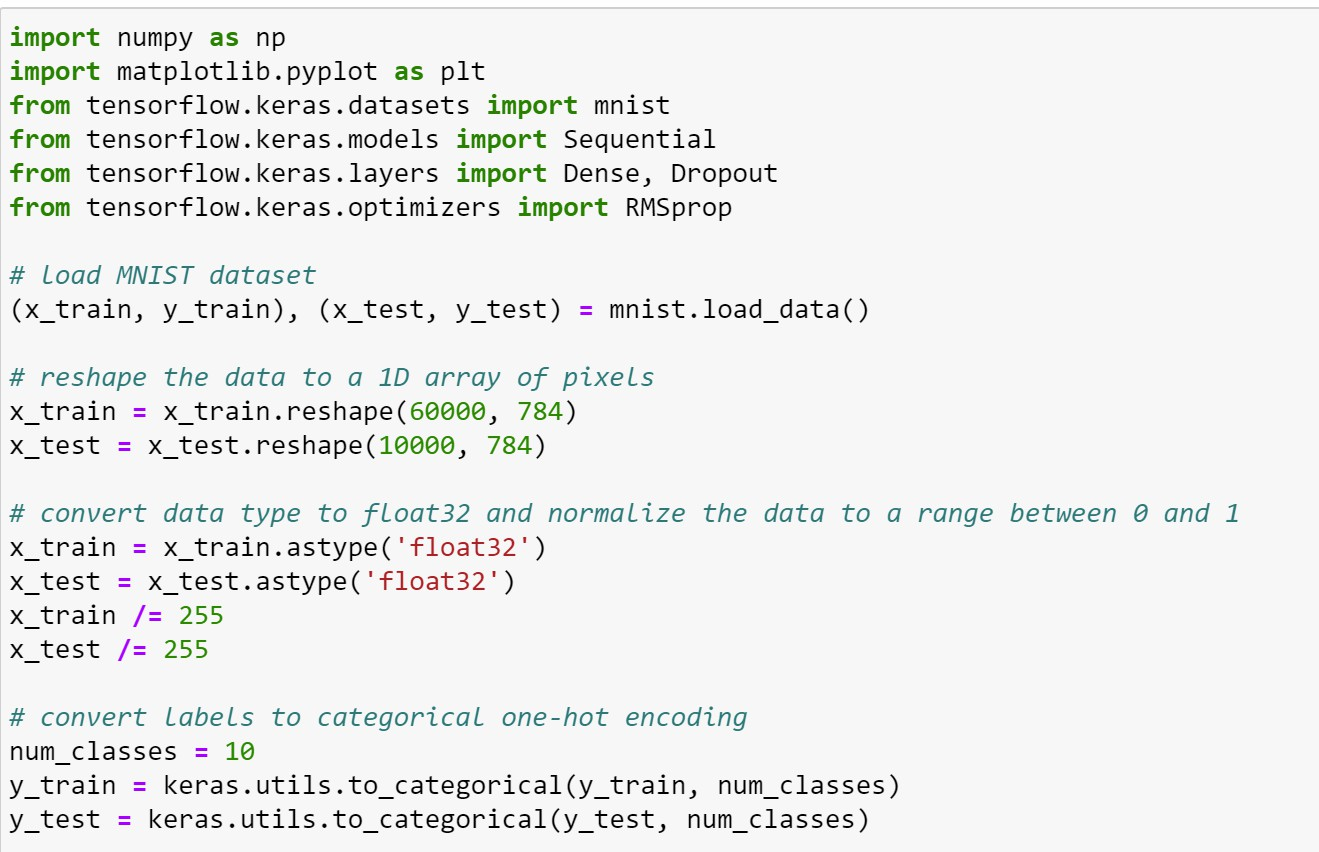 import numpy as np
import matplotlib.pyplot as plt
from tensorflow.keras.datasets import mnist
from tensorflow.keras.models import Sequential
from tensorflow.keras.layers import Dense, Dropout
from tensorflow.keras.optimizers import RMSprop
# load MNIST dataset
(x_train, y_train), (x_test, y_test) = mnist.load_data()
# reshape the data to a 1D array of pixels
x_train = x_train.reshape(60000, 784)
x_test = x_test.reshape(10000, 784)
# convert data type to float32 and normalize the data to a range between 0 and 1
x_train = x_train.astype('float32')
x_test = x_test.astype('float32')
x_train /= 255
x_test /= 255
# convert labels to categorical one-hot encoding
num_classes = 10
y_train = keras.utils.to_categorical(y_train, num_classes)
y_test = keras.utils.to_categorical(y_test, num_classes)